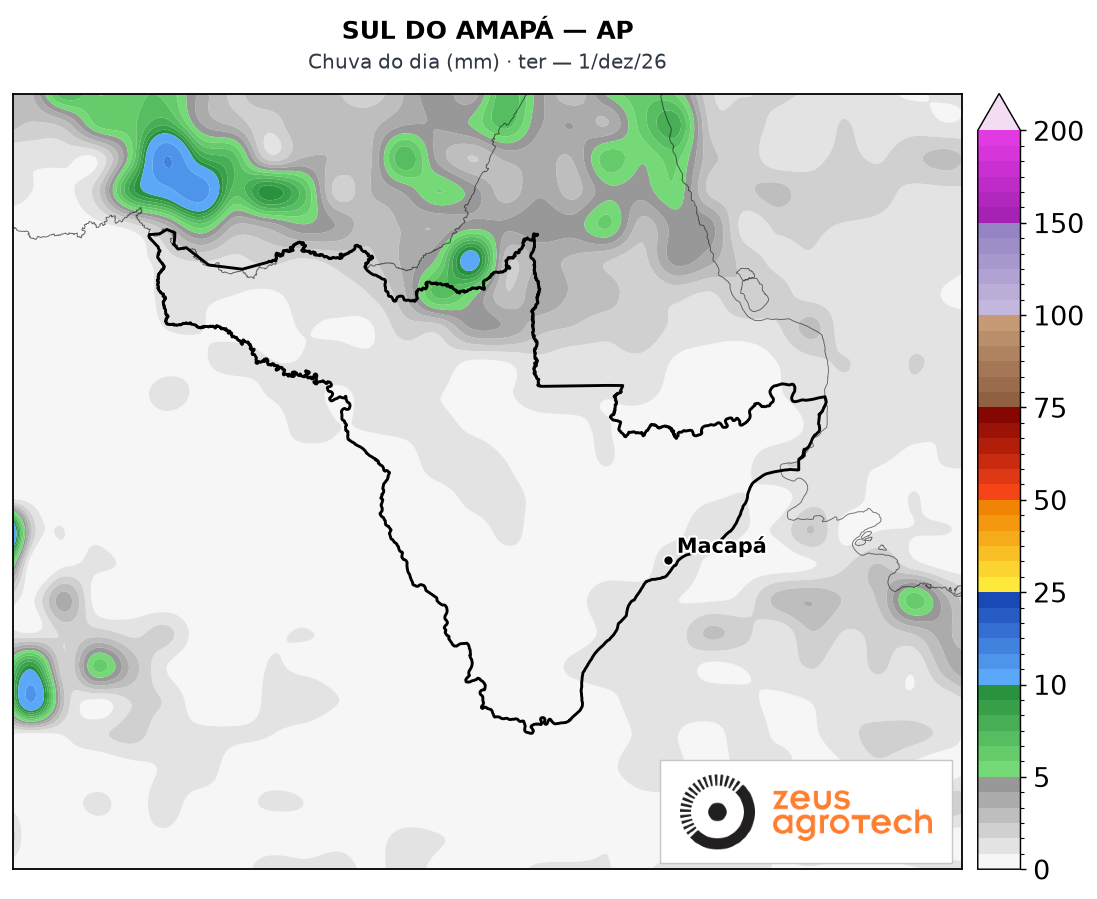 SUL DO AMAPÁ — AP
Chuva do dia (mm) · ter — 1/dez/26
200
150
100
75
50
25
10
5
0
Macapá
zeus
agrotech